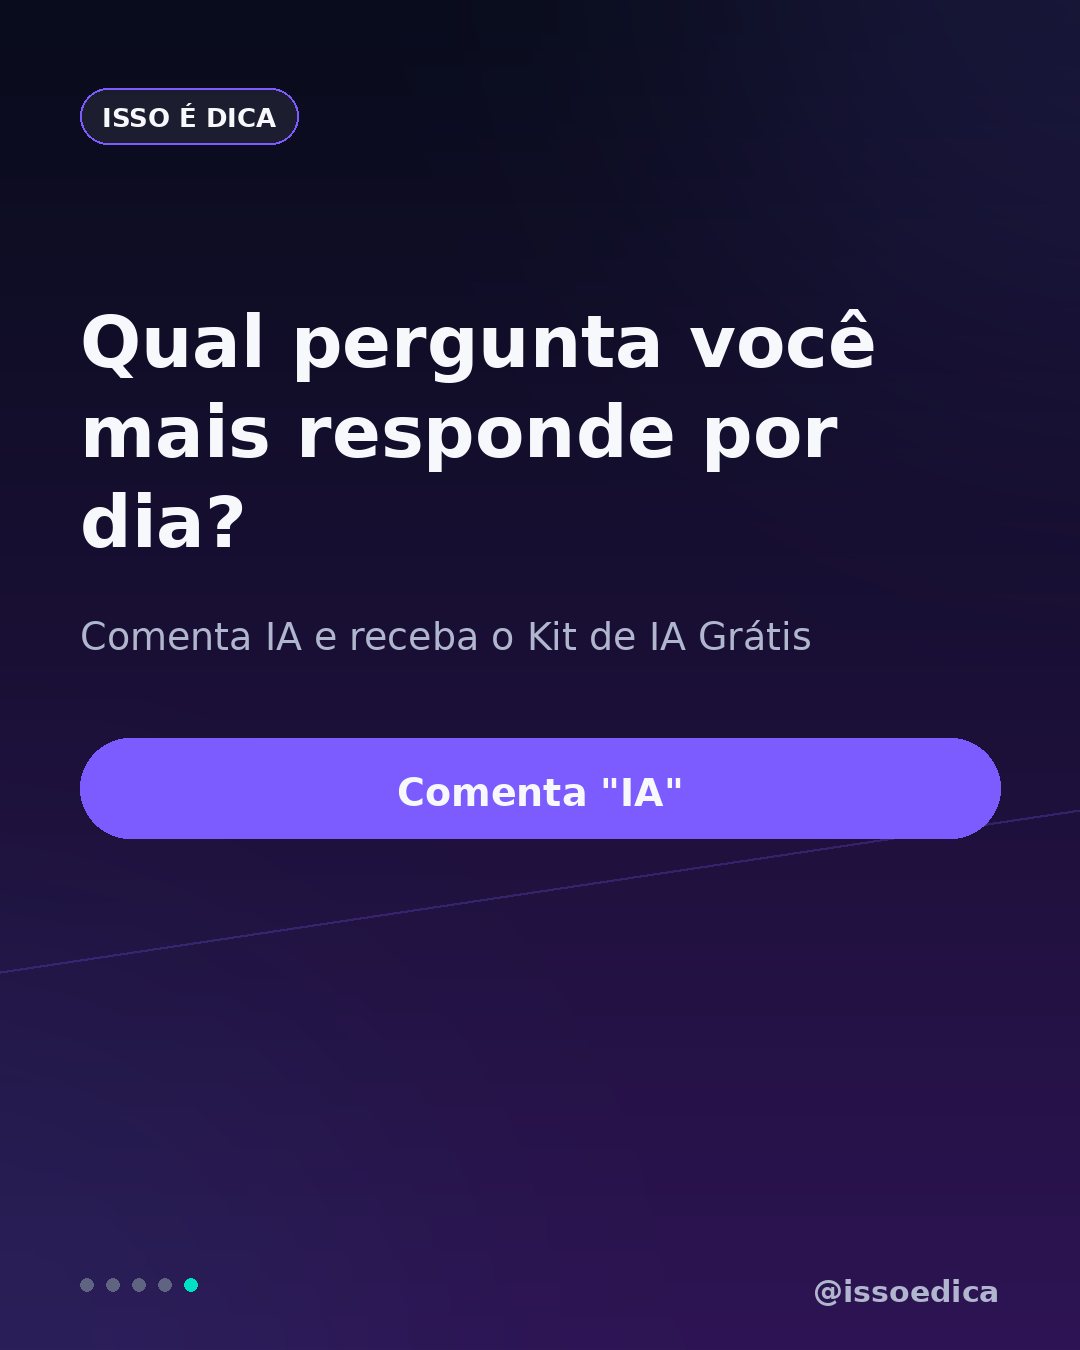 ISSO É DICA
Qual pergunta você
mais responde por
dia?
Comenta IA e receba o Kit de IA Grátis
Comenta "IA"
@issoedica